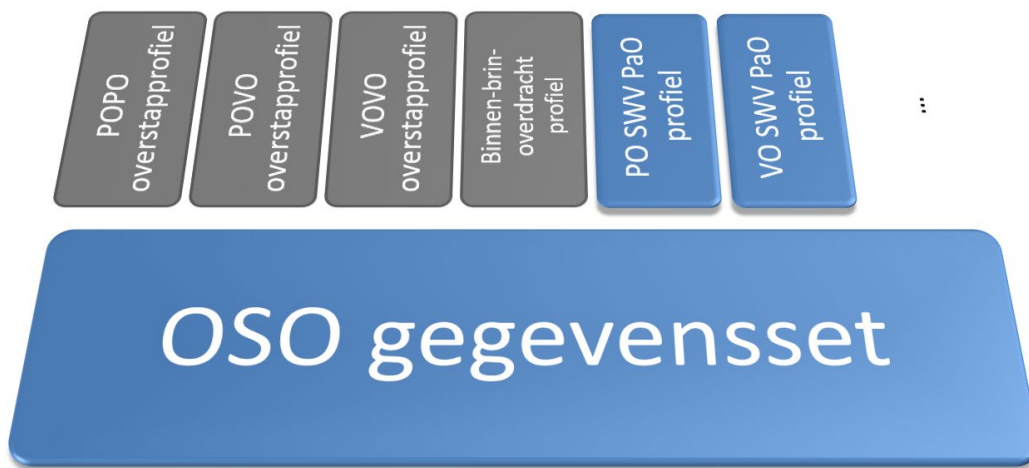 POPO
overstapprofiel
POVO
overstapprofiel
VOVO
overstapprofiel
Binnen-brin-
overdracht
profiel
PO SWV PaO
profiel
VO SWV PaO
profiel
...
OSO gegevensset